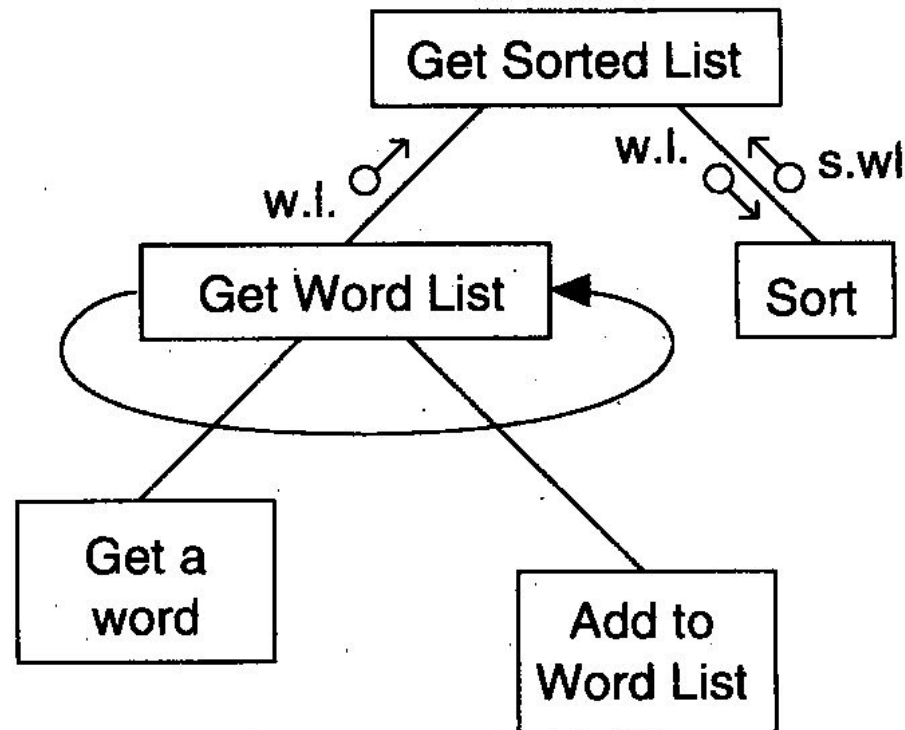 Get Sorted List
w.l.
s.wl
w.l.
Get Word List
Sort
Get a
word
Add to
Word List